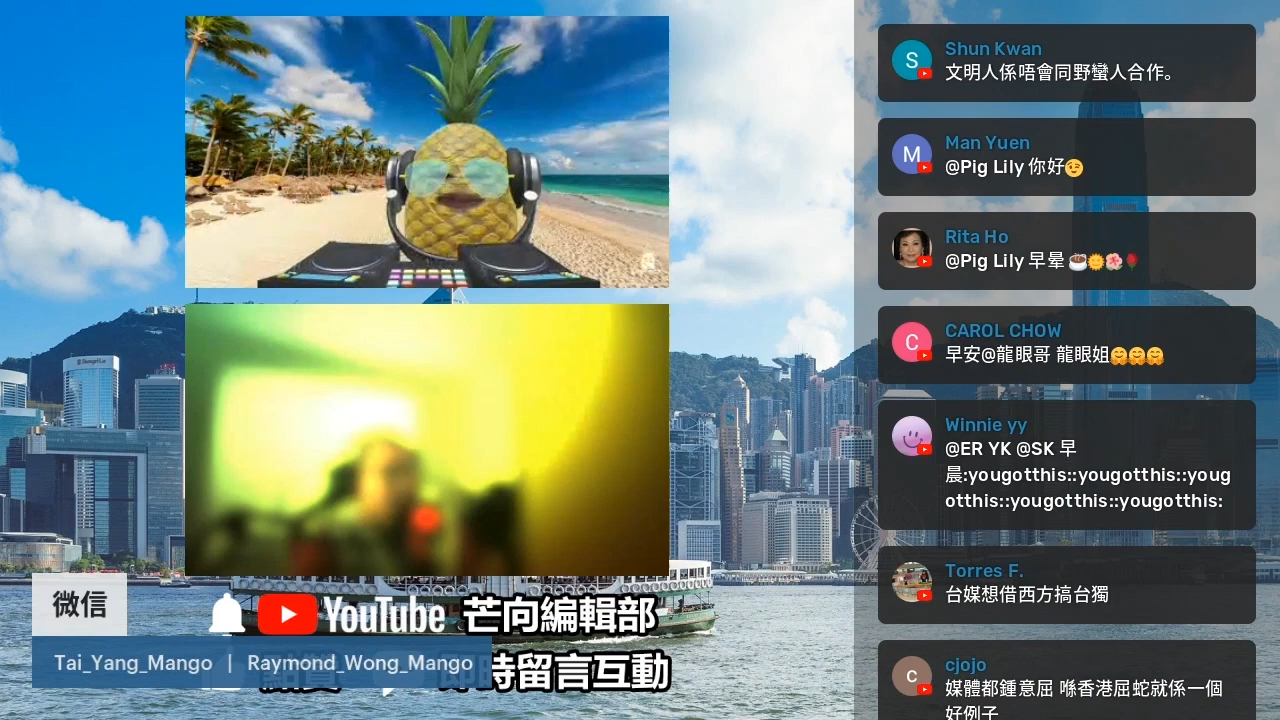 Shun Kwan
文明人係唔會同野蠻人合作。
Man Yuen
@Pig Lily 你好😉
Rita Ho
@Pig Lily 早晕 ☕🌞🌺🌹
CAROL CHOW
早安@龍眼哥 龍眼姐🤗🤗🤗
Winnie yy
@ER YK @SK 早
晨:yougotthis::yougotthis::youg
otthis::yougotthis::yougotthis:
Torres F.
台媒想借西方搞台獨
cjojo
媒體都鍾意屈 喺香港屈蛇就係一個
好例子
Shangri-La
微信
YouTube 芒向編輯部
Tai_Yang_Mango | Raymond_Wong_Mango
即時留言互動